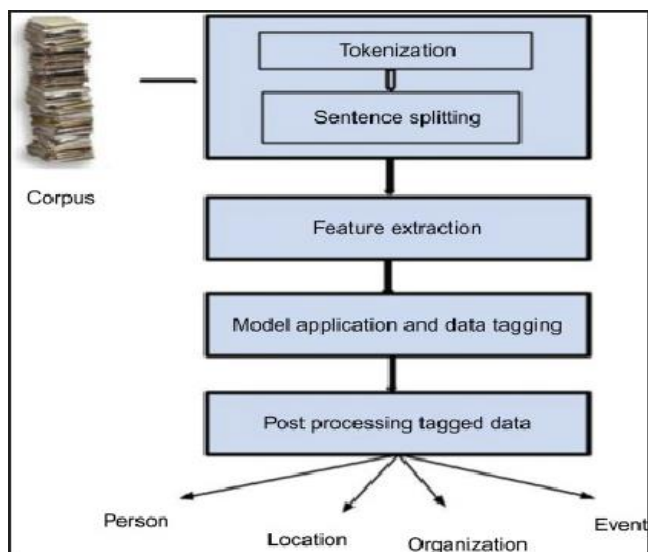 Tokenization
Sentence splitting
Corpus
Feature extraction
Model application and data tagging
Post processing tagged data
Person
Location
Organization
Event